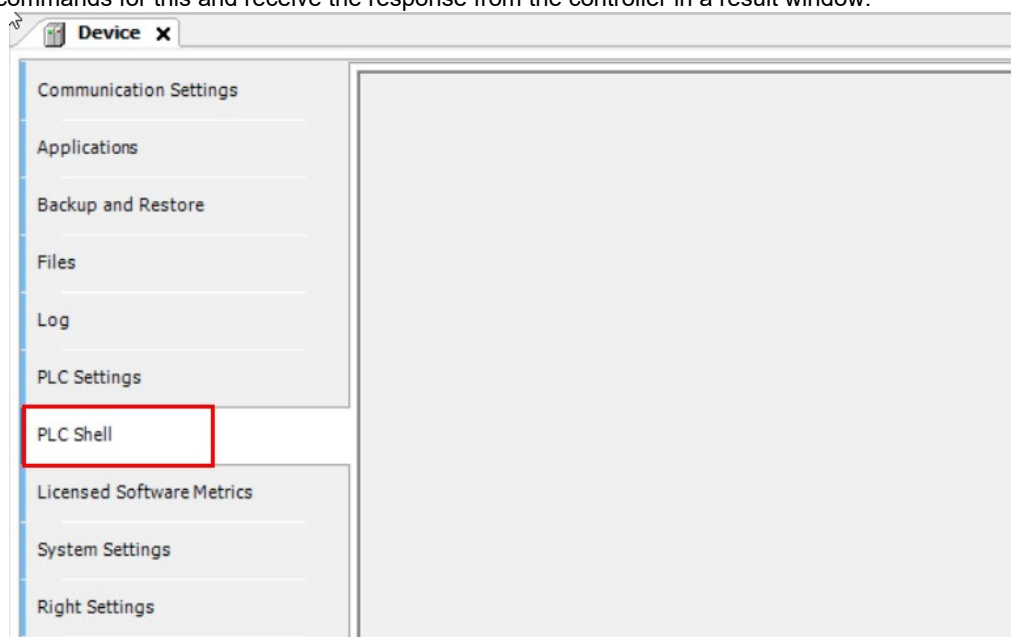 commands for this and receive the response from the controller in a result window.
Device
Communication Settings
Applications
Backup and Restore
Files
Log
PLC Settings
PLC Shell
Licensed Software Metrics
System Settings
Right Settings